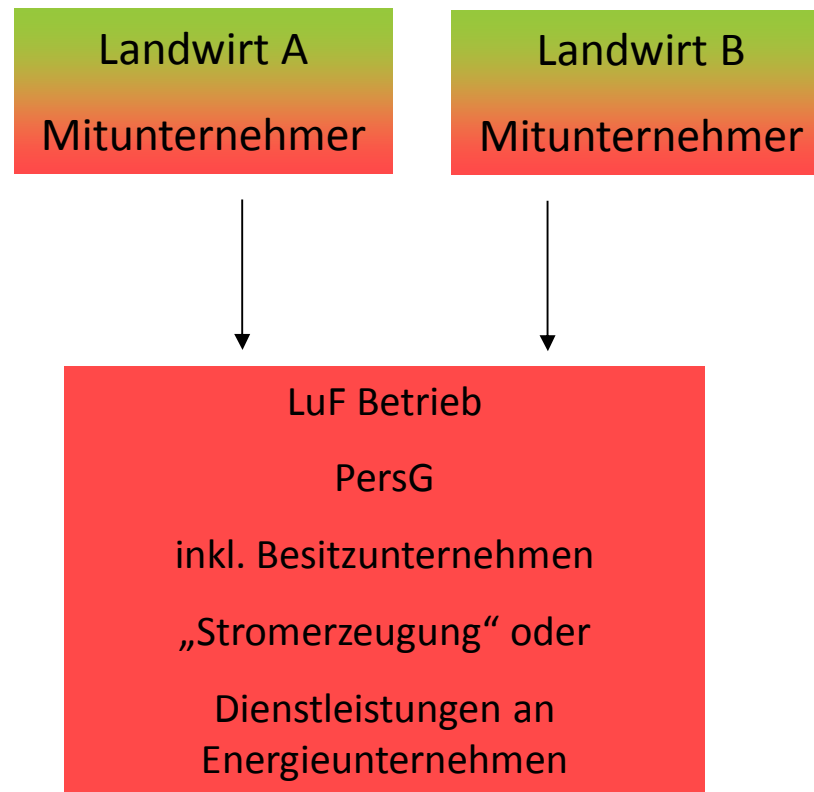 Landwirt A
Mitunternehmer
Landwirt B
Mitunternehmer
LuF Betrieb
PersG
inkl. Besitzunternehmen
„Stromerzeugung“ oder
Dienstleistungen an
Energieunternehmen